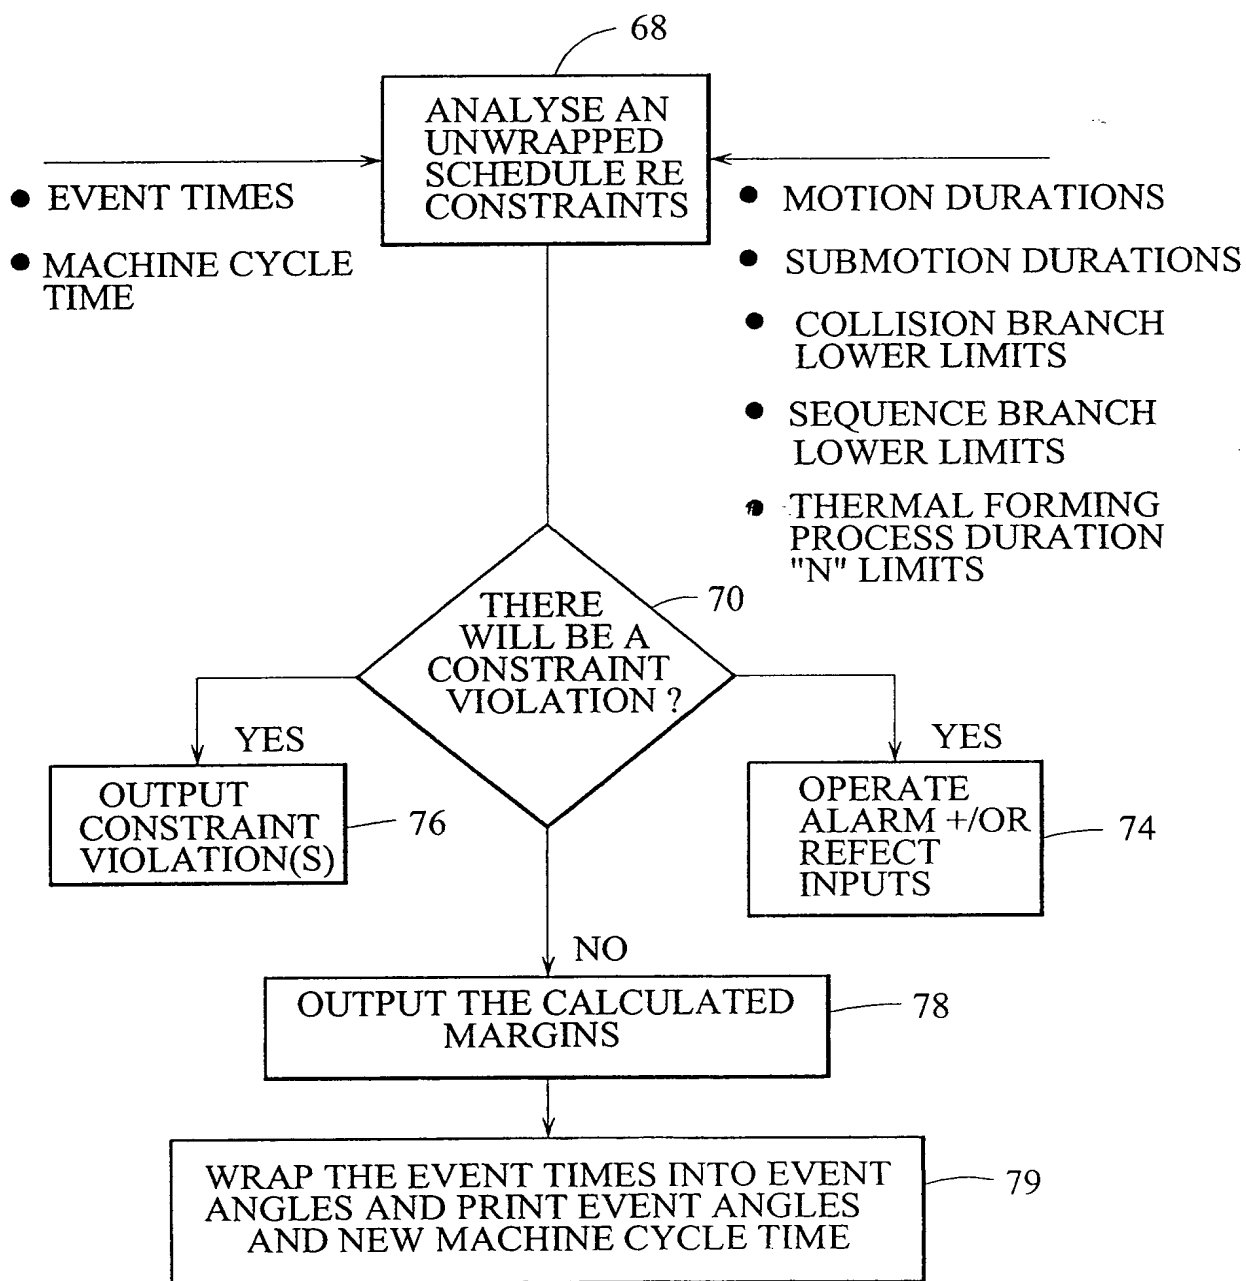 68
ANALYSE AN
UNWRAPPED
SCHEDULE RE
CONSTRAINTS
● EVENT TIMES
● MACHINE CYCLE
TIME
● MOTION DURATIONS
● SUBMOTION DURATIONS
● COLLISION BRANCH
LOWER LIMITS
● SEQUENCE BRANCH
LOWER LIMITS
● THERMAL FORMING
PROCESS DURATION
"N" LIMITS
70
THERE
WILL BE A
CONSTRAINT
VIOLATION ?
YES
OUTPUT
CONSTRAINT
VIOLATION(S)
76
YES
OPERATE
ALARM +/OR
REFECT
INPUTS
74
NO
OUTPUT THE CALCULATED
MARGINS
78
WRAP THE EVENT TIMES INTO EVENT
ANGLES AND PRINT EVENT ANGLES
AND NEW MACHINE CYCLE TIME
79